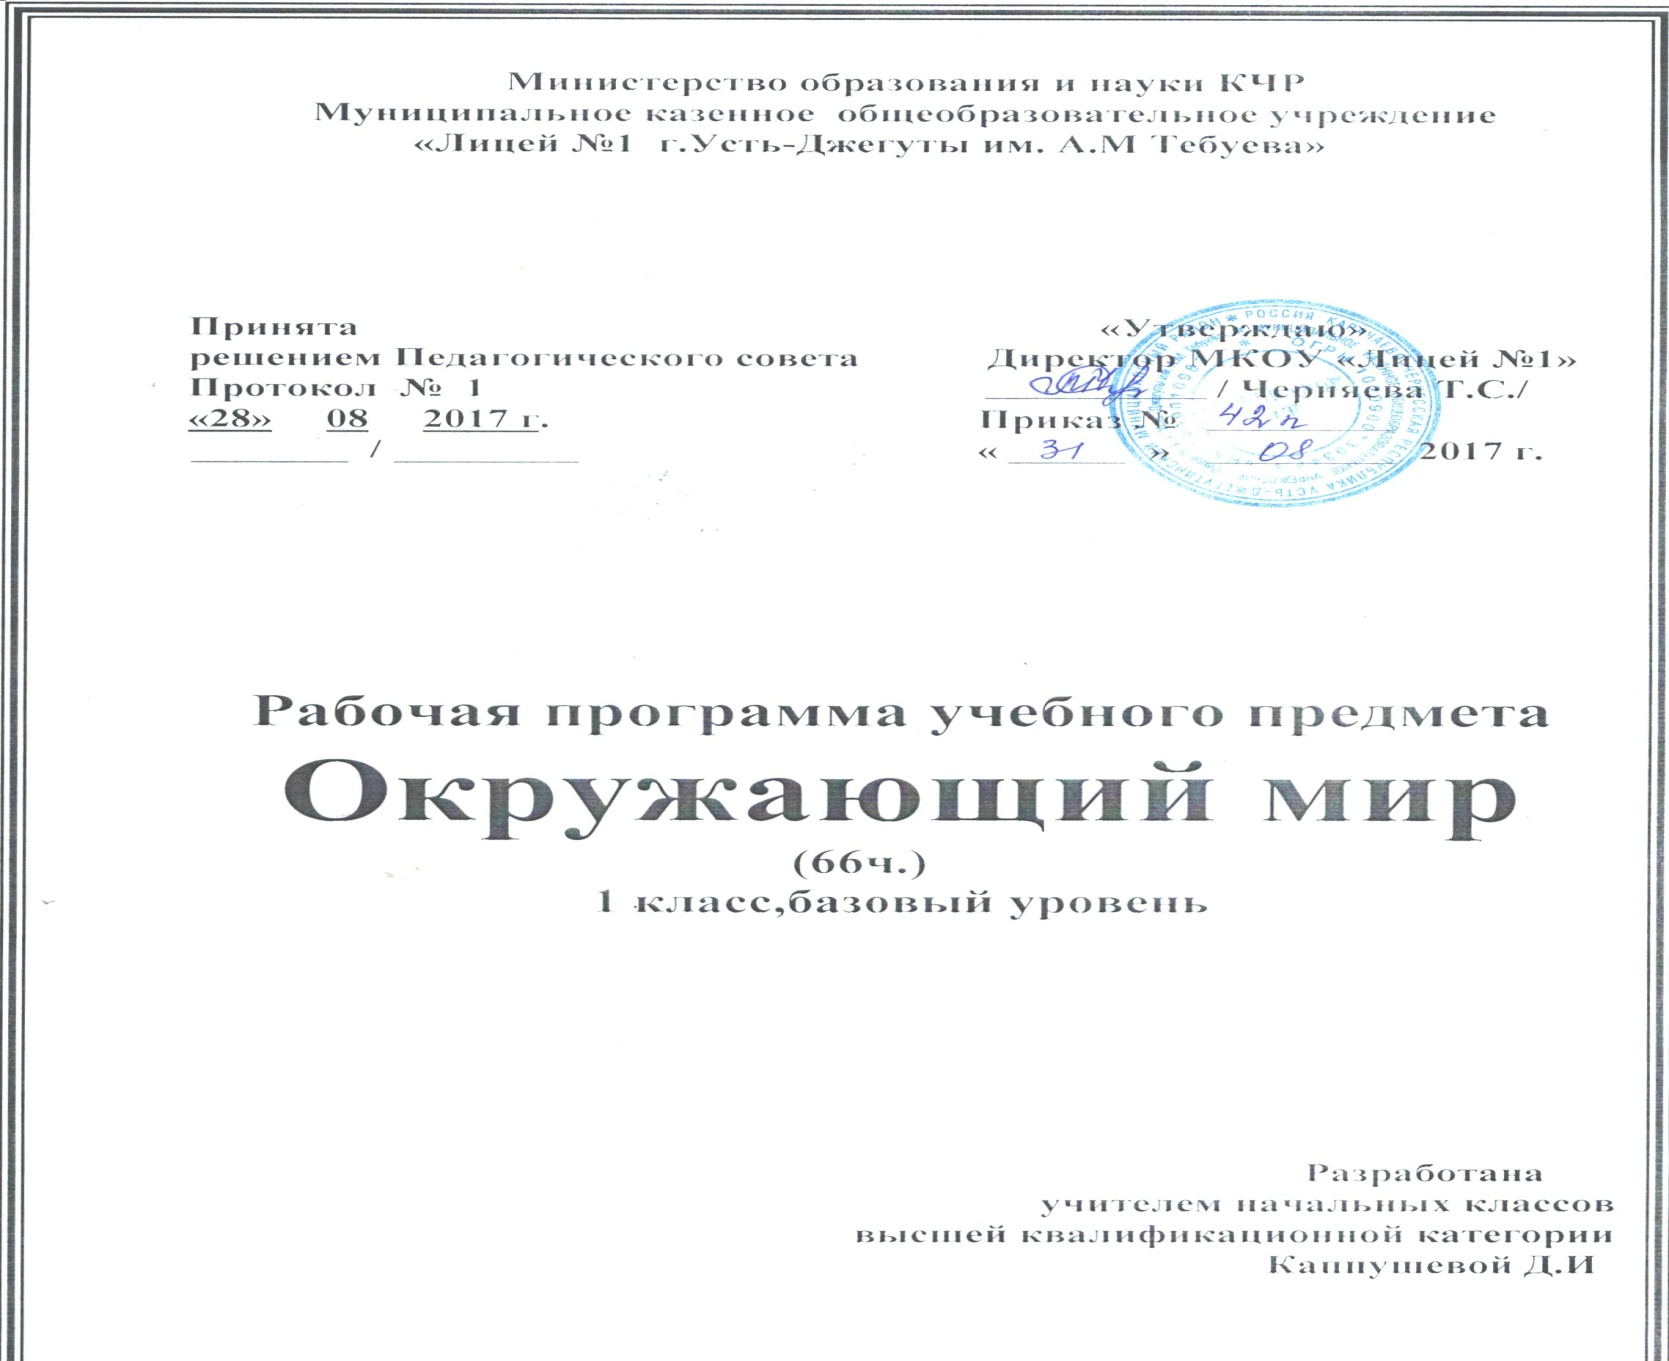 Министерство образования и науки КЧР
Муниципальное казенное общеобразовательное учреждение
«Лицей №1 г.Усть-Джегуты им. А.М Тебуева»
Принята
решением Педагогического совета
Протокол № 1
«28» 08 2017 г.
/
«Утверждаю»
Директор МКОУ «Лицей №1»
/ Черняева Т.С./
Приказ № 42 п
« 31 » 08 2017 г.
Рабочая программа учебного предмета
Окружающий мир
(66ч.)
1 класс,базовый уровень
Разработана
учителем начальных классов
высшей квалификационной категории
Каппушевой Д.И